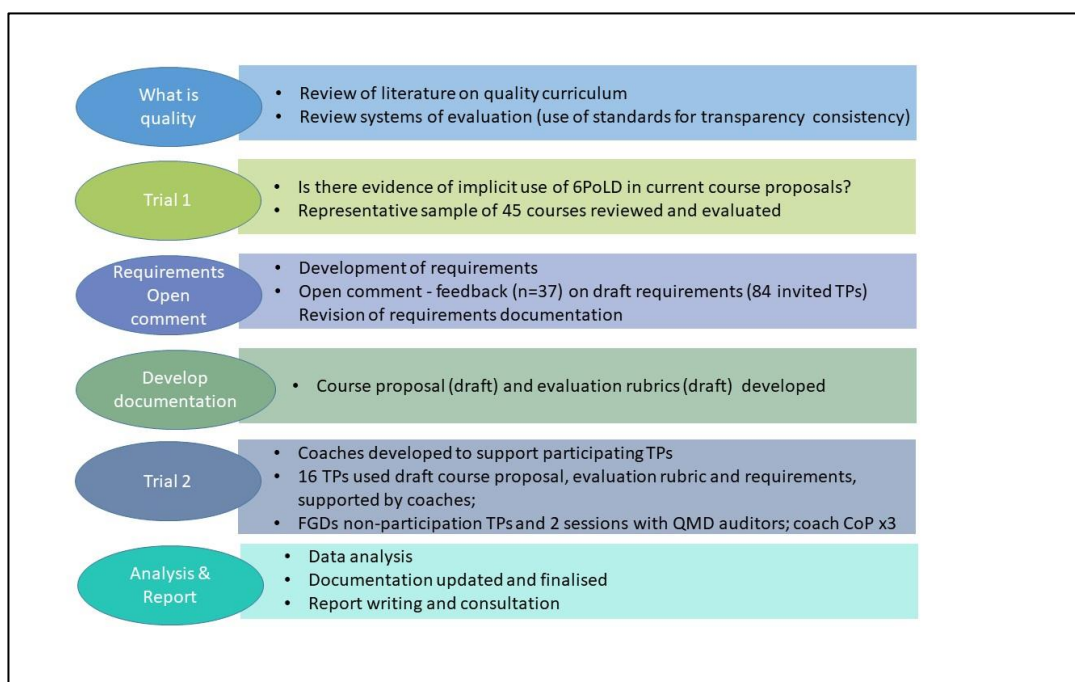 What is
quality
• Review of literature on quality curriculum
• Review systems of evaluation (use of standards for transparency consistency)
Trial 1
• Is there evidence of implicit use of 6PoLD in current course proposals?
• Representative sample of 45 courses reviewed and evaluated
Requirements
Open
comment
• Development of requirements
• Open comment - feedback (n=37) on draft requirements (84 invited TPs)
Revision of requirements documentation
Develop
documentation
• Course proposal (draft) and evaluation rubrics (draft) developed
Trial 2
• Coaches developed to support participating TPs
• 16 TPs used draft course proposal, evaluation rubric and requirements,
supported by coaches;
• FGDs non-participation TPs and 2 sessions with QMD auditors; coach CoP x3
Analysis &
Report
• Data analysis
• Documentation updated and finalised
• Report writing and consultation